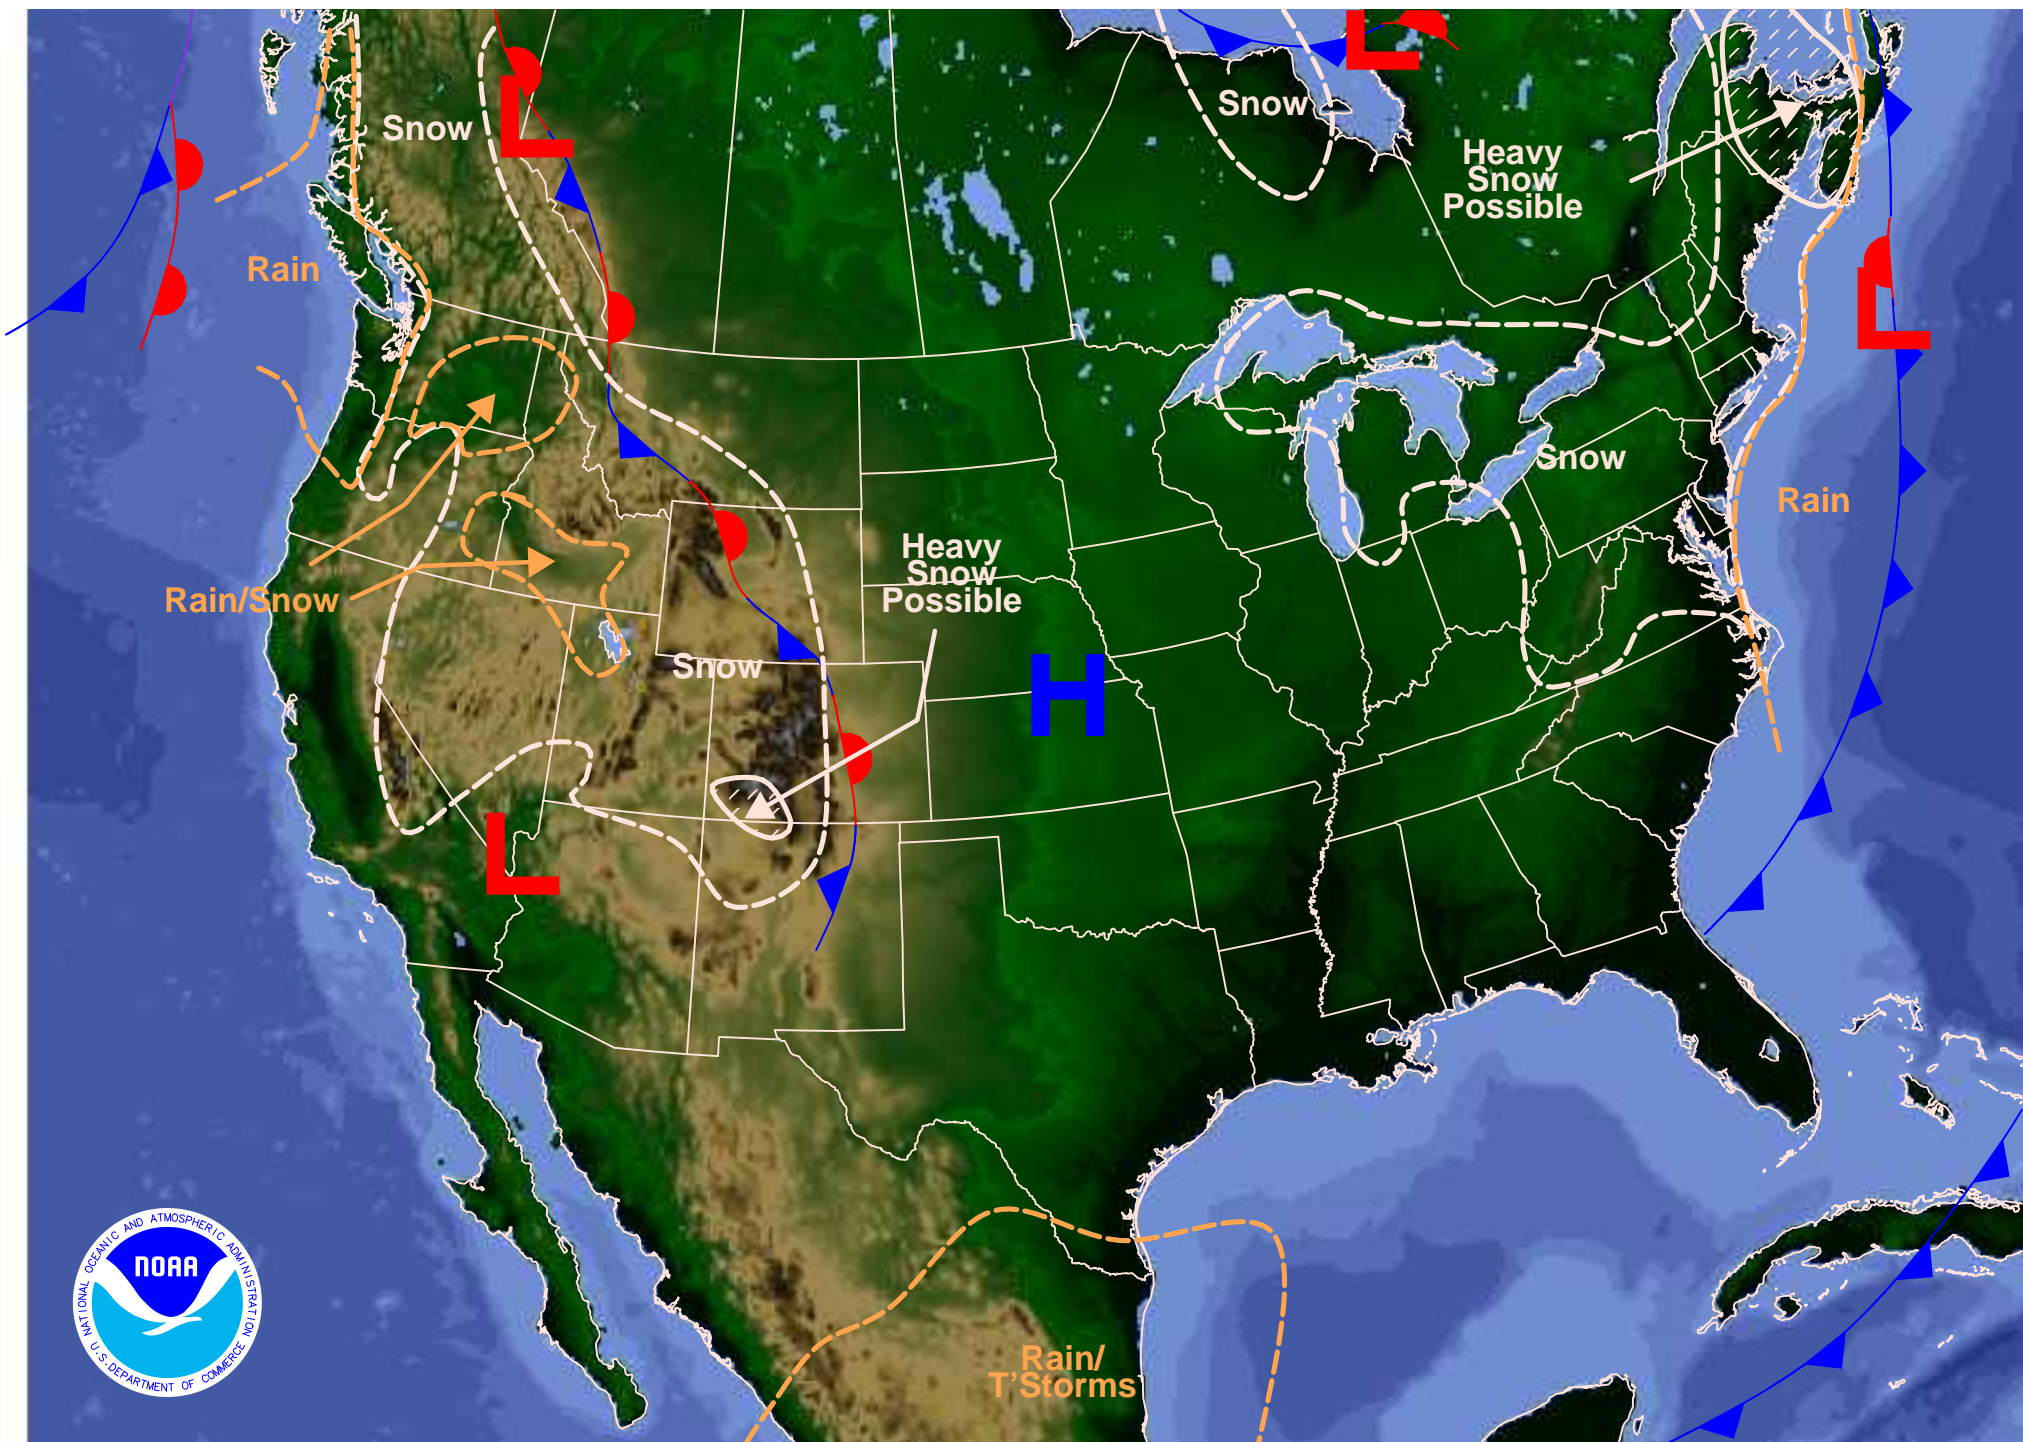 L
L
Snow
Snow
Heavy
Snow
Possible
Rain
L
Snow
Rain
Heavy
Snow
Possible
Rain/Snow
Snow
H
L
NATIONAL OCEANIC AND ATMOSPHERIC ADMINISTRATION
NOAA
U.S. DEPARTMENT OF COMMERCE
Rain/
T'Storms